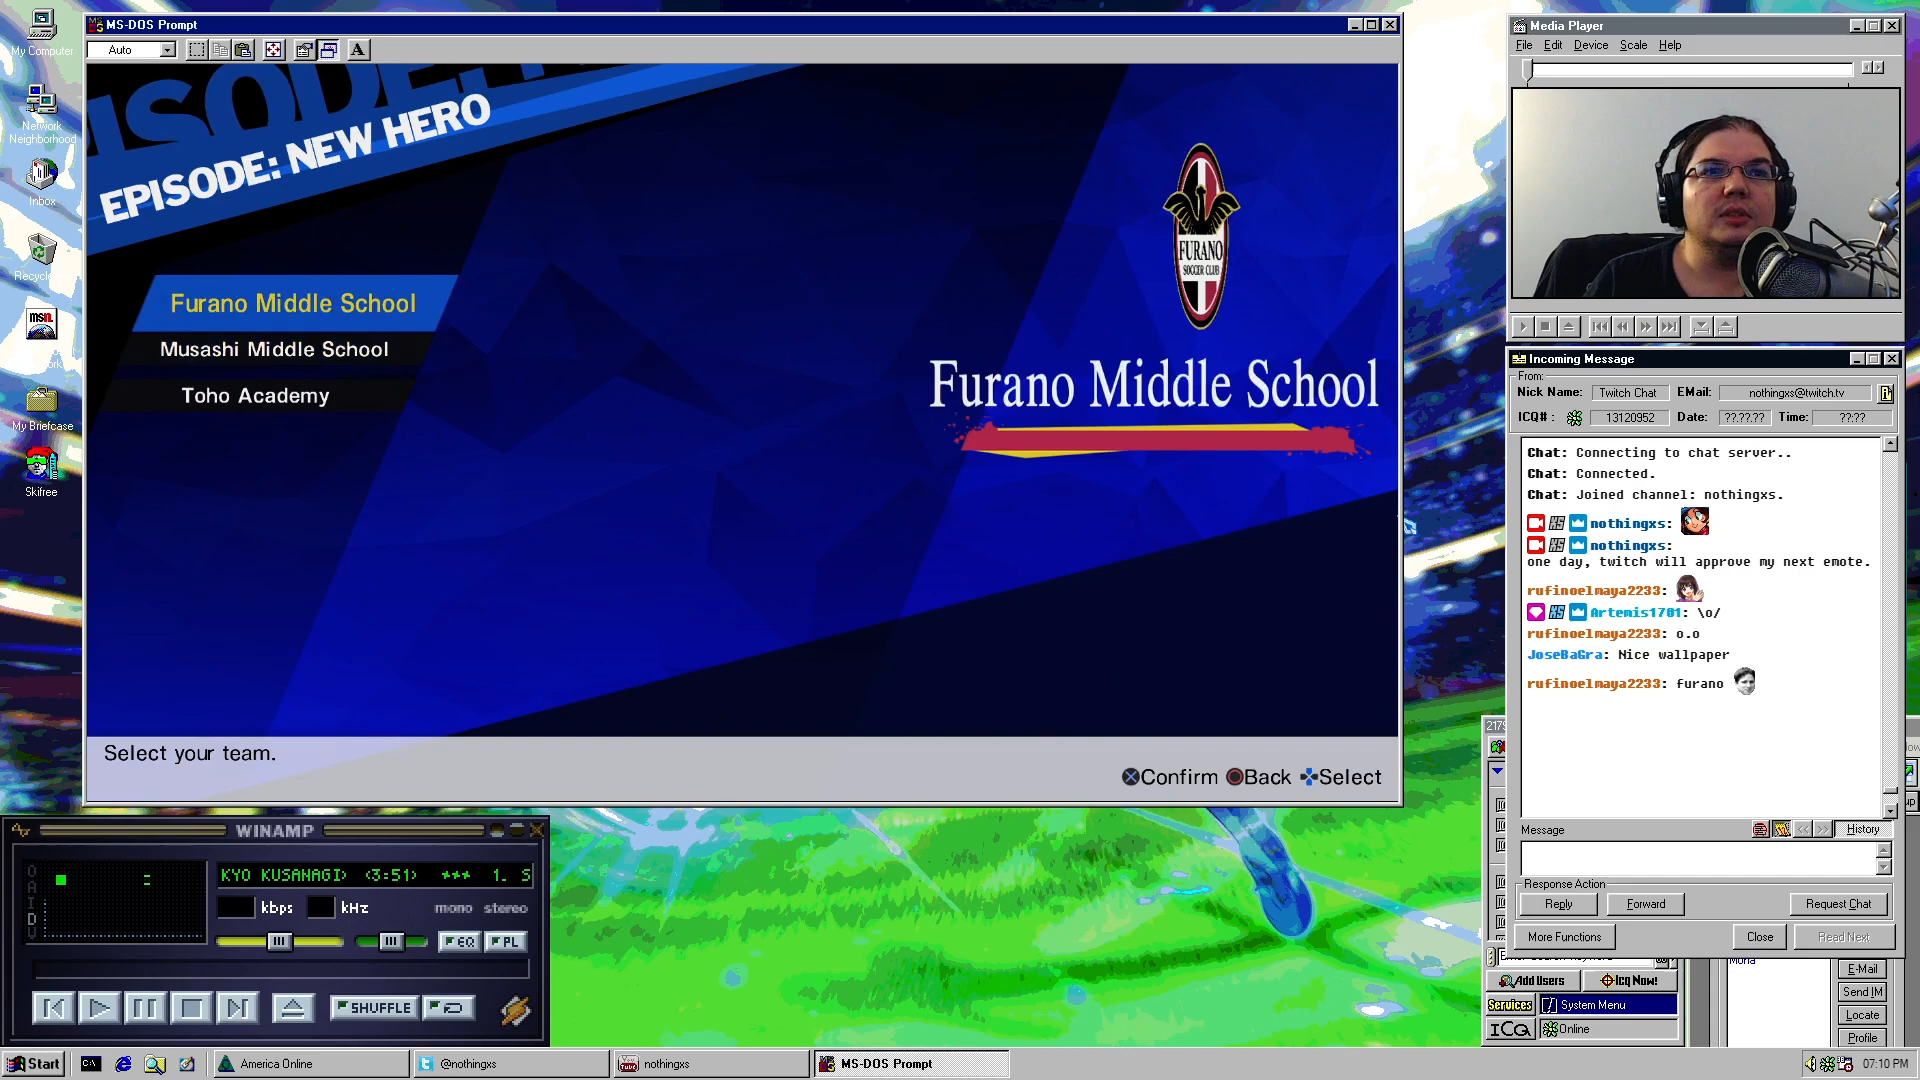 MS-DOS Prompt
Auto
A
EPISODE: NEW HERO
Furano Middle School
Musashi Middle School
Toho Academy
FURANO
SOCCER CLUB
Furano Middle School
Select your team.
Confirm Back Select
My Computer
Network
Neighborhood
Inbox
msn
My Briefcase
Skifree
Media Player
File Edit Device Scale Help
Incoming Message
From:
Nick Name: Twitch Chat EMail: nothingxs@twitch.tv
ICQ# : 13120952 Date: ??.??.?? Time: ??:??
Chat: Connecting to chat server..
Chat: Connected.
Chat: Joined channel: nothingxs.
nothingxs:
nothingxs:
one day, twitch will approve my next emote.
rufinoelmaya2233:
Artemis1701: \o/
rufinoelmaya2233: o.o
JoseBaGra: Nice wallpaper
rufinoelmaya2233: furano
Message
History
Response Action
Reply Forward Request Chat
More Functions Close Read Next
Add Users Icq Now!
Services System Menu
ICQ Online
E-Mail
Send IM
Locate
Profile
WINAMP
O
A
I
D
V
KYO KUSANAGI> <3:51> *** 1. S
kbps kHz mono stereo
EQ PL
SHUFFLE
Start America Online @nothingxs nothingxs MS-DOS Prompt 07:10 PM